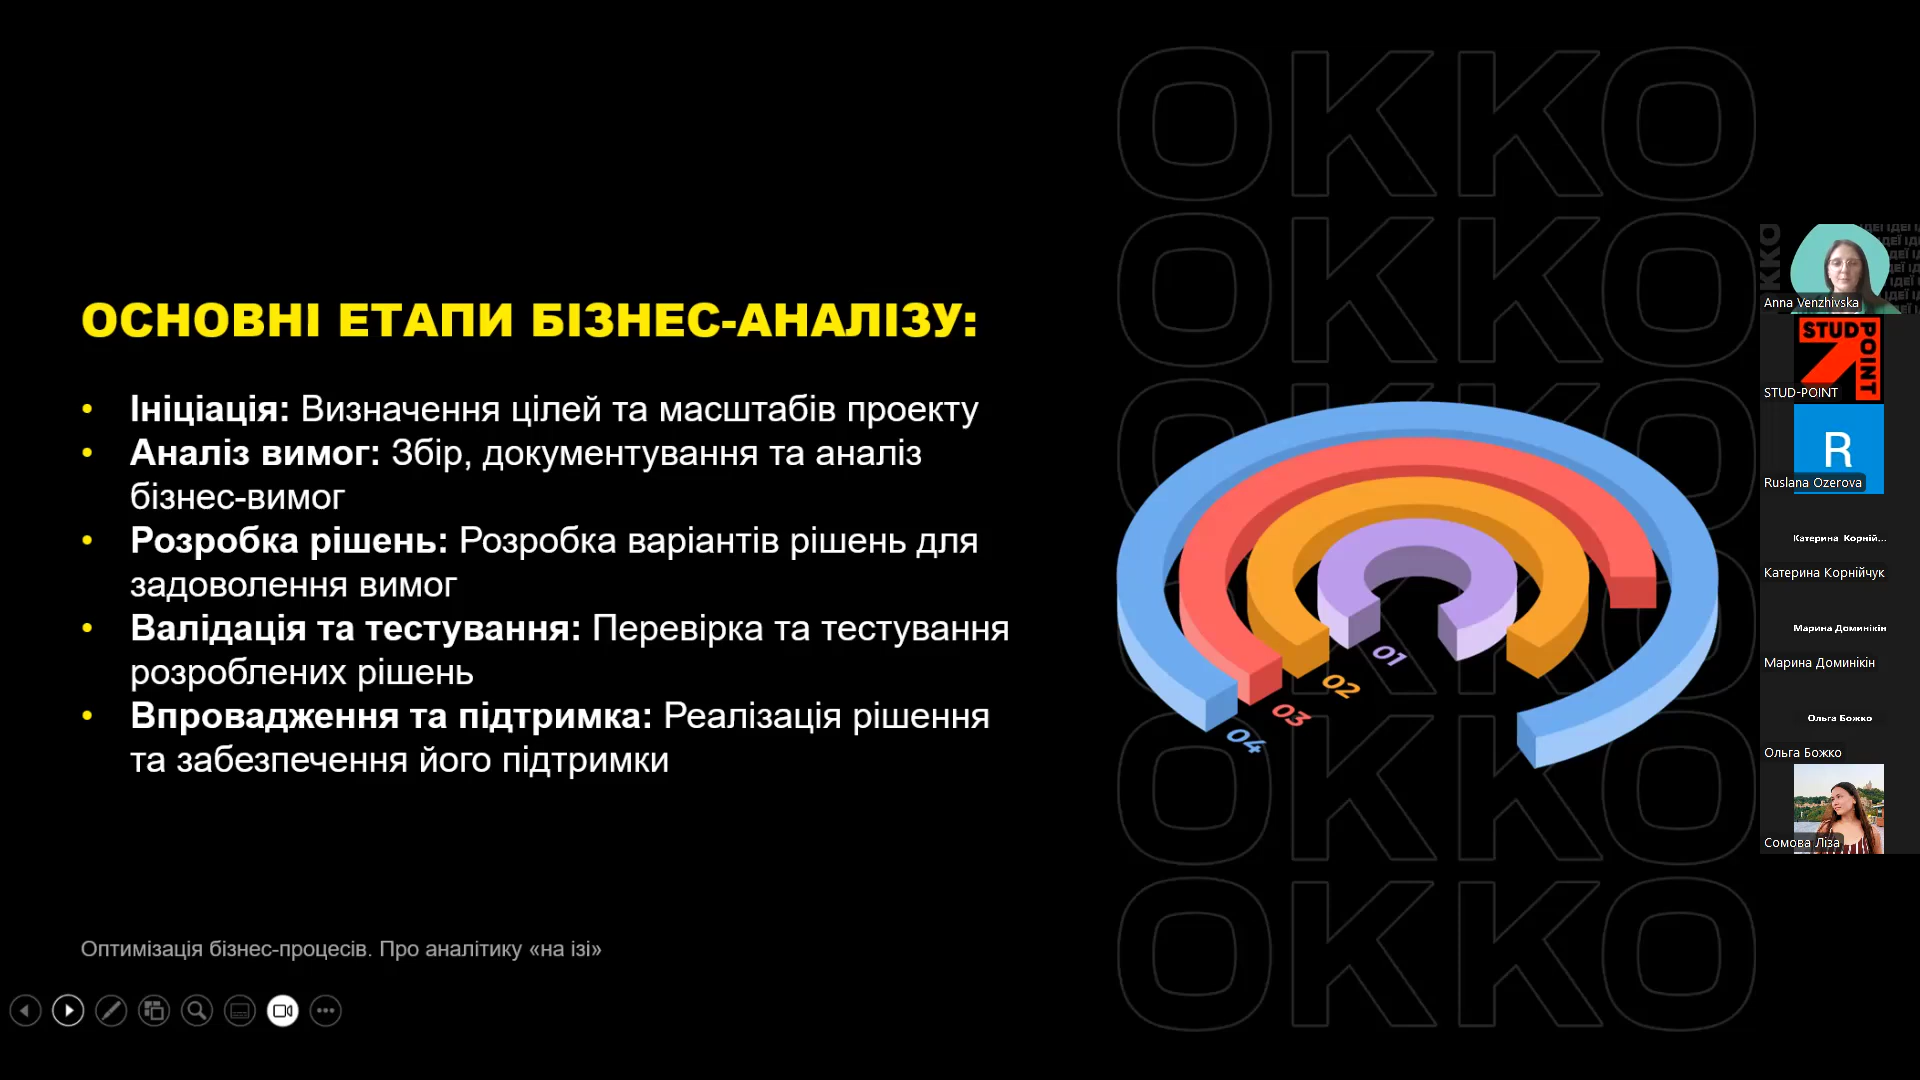 OKKO
OKKO
OKKO
OKKO
OKKO
ОСНОВНІ ЕТАПИ БІЗНЕС-АНАЛІЗУ:
• Ініціація: Визначення цілей та масштабів проекту
• Аналіз вимог: Збір, документування та аналіз
бізнес-вимог
• Розробка рішень: Розробка варіантів рішень для
задоволення вимог
• Валідація та тестування: Перевірка та тестування
розроблених рішень
• Впровадження та підтримка: Реалізація рішення
та забезпечення його підтримки
01
02
03
04
Оптимізація бізнес-процесів. Про аналітику «на ізі»
Anna Venzhivska
STUD
POINT
STUD-POINT
R
Ruslana Ozerova
Катерина Корній...
Катерина Корнійчук
Марина Доминікін
Марина Доминікін
Ольга Божко
Ольга Божко
Сомова Ліза